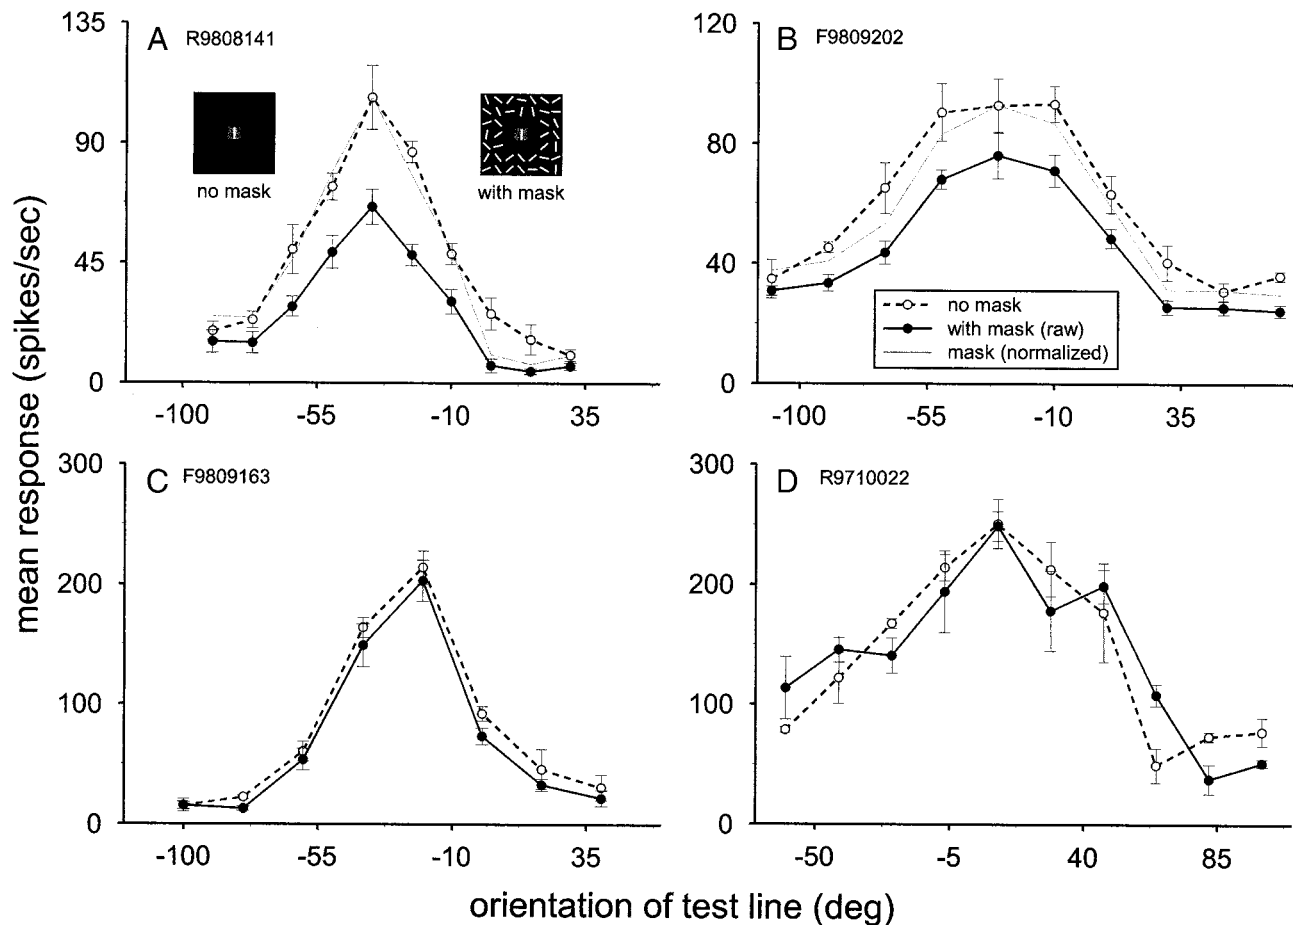 mean response (spikes/sec)
A R9808141
135
90
45
0
no mask
with mask
-100 -55 -10 35
B F9809202
120
80
40
0
no mask
with mask (raw)
mask (normalized)
-100 -55 -10 35
C F9809163
300
200
100
0
-100 -55 -10 35
D R9710022
300
200
100
0
-50 -5 40 85
orientation of test line (deg)